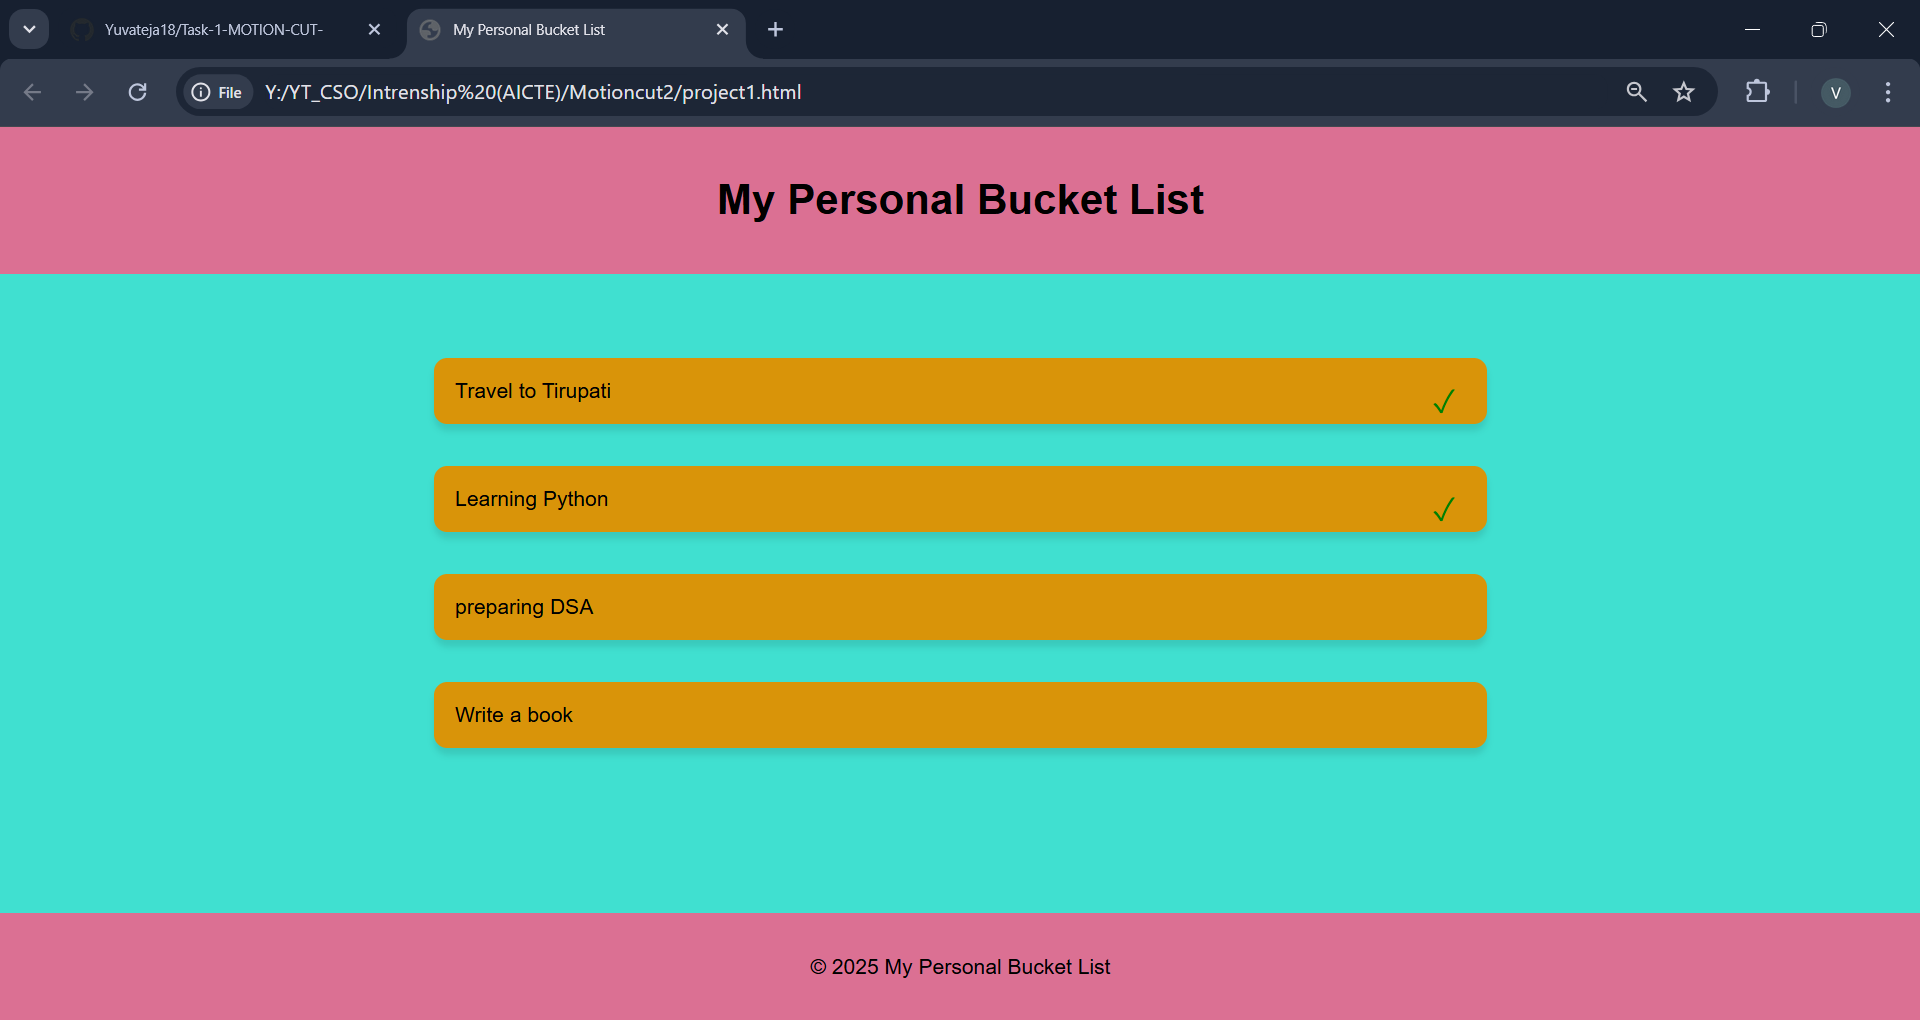 Yuvateja18/Task-1-MOTION-CUT-
My Personal Bucket List
File
Y:/YT_CSO/Intrenship%20(AICTE)/Motioncut2/project1.html
V
My Personal Bucket List
Travel to Tirupati ✓
Learning Python ✓
preparing DSA
Write a book
© 2025 My Personal Bucket List